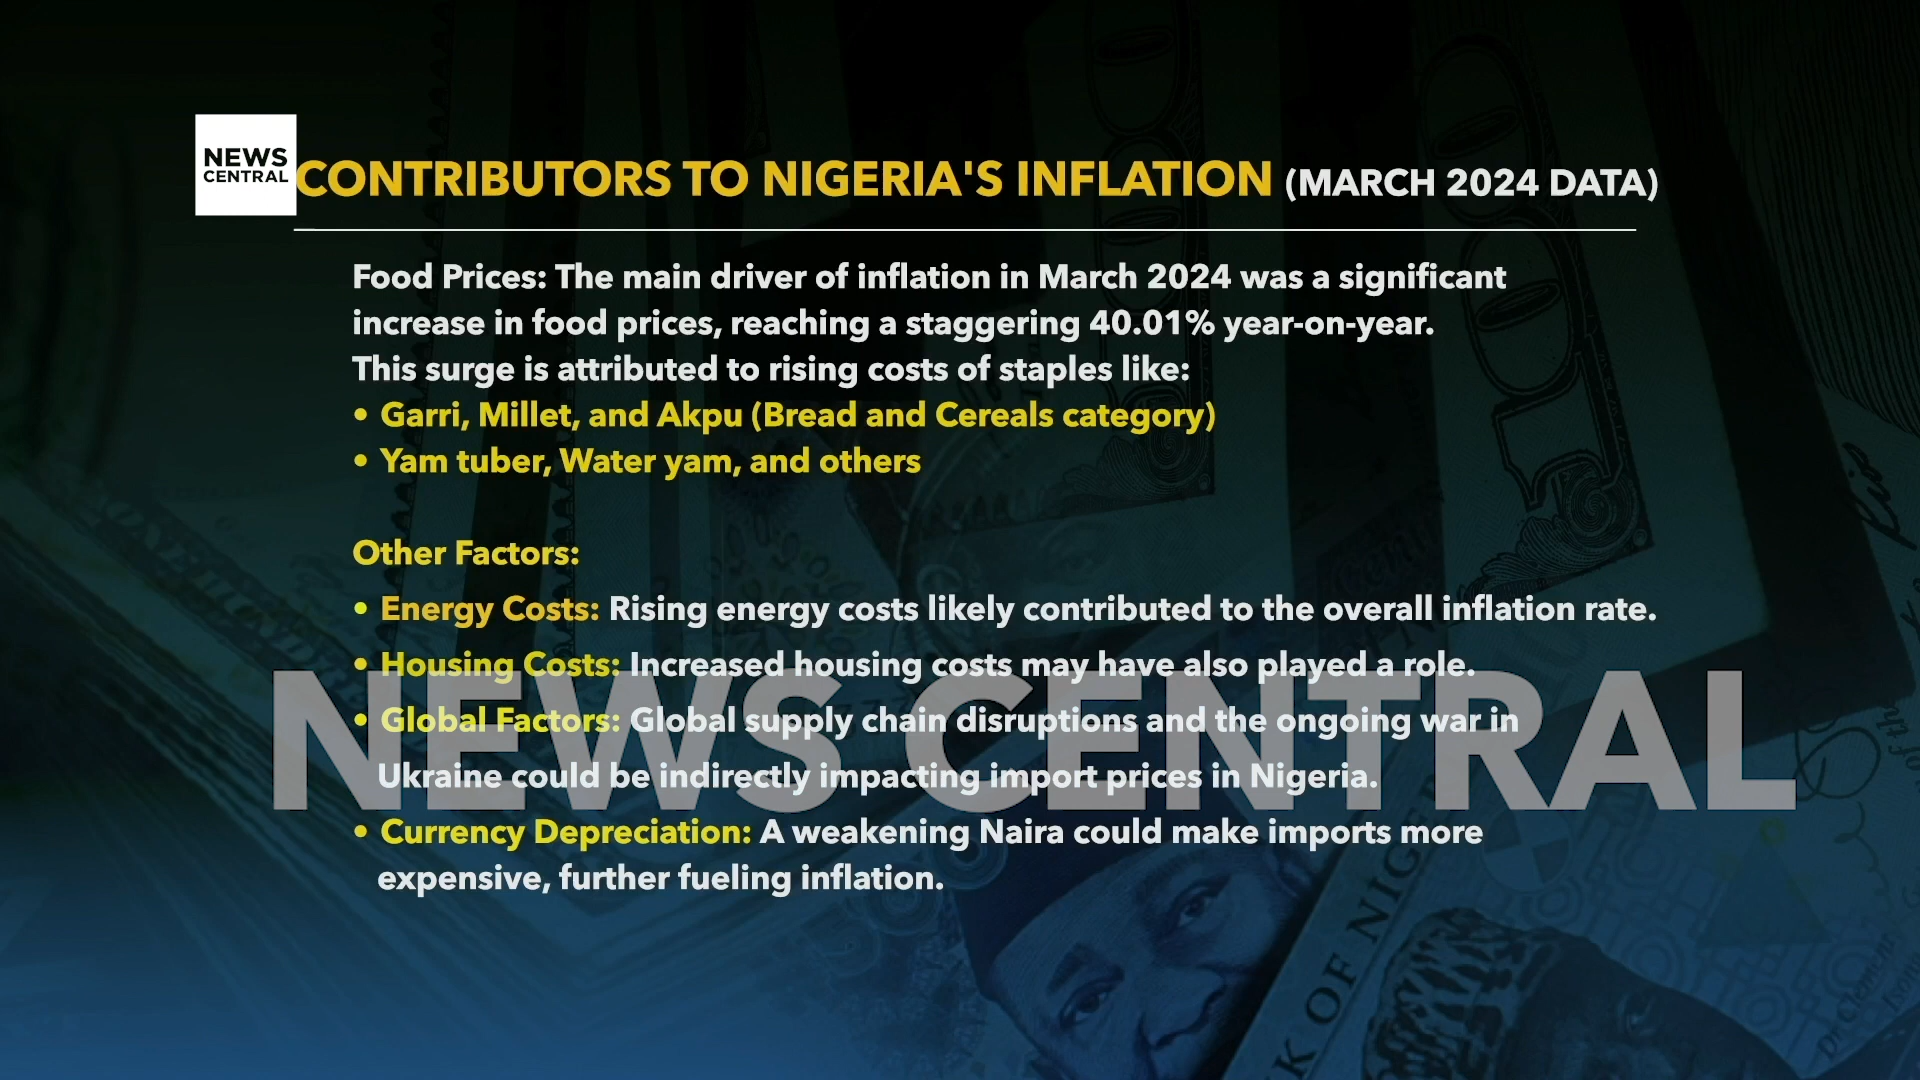 NEWS
CENTRAL
CONTRIBUTORS TO NIGERIA'S INFLATION (MARCH 2024 DATA)
Food Prices: The main driver of inflation in March 2024 was a significant
increase in food prices, reaching a staggering 40.01% year-on-year.
This surge is attributed to rising costs of staples like:
• Garri, Millet, and Akpu (Bread and Cereals category)
• Yam tuber, Water yam, and others
Other Factors:
• Energy Costs: Rising energy costs likely contributed to the overall inflation rate.
• Housing Costs: Increased housing costs may have also played a role.
• Global Factors: Global supply chain disruptions and the ongoing war in
Ukraine could be indirectly impacting import prices in Nigeria.
• Currency Depreciation: A weakening Naira could make imports more
expensive, further fueling inflation.
NEWS CENTRAL
OF